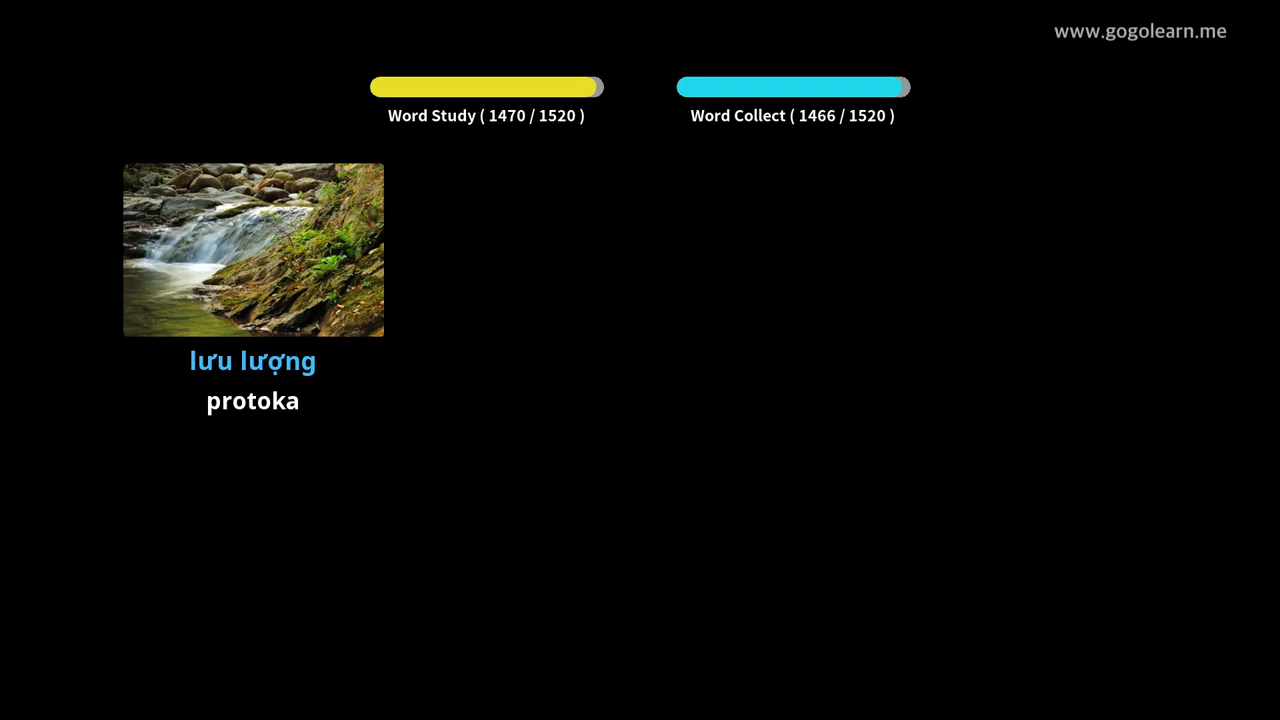 www.gogolearn.me
Word Study ( 1470 / 1520 )
Word Collect ( 1466 / 1520 )
lưu lượng
protoka